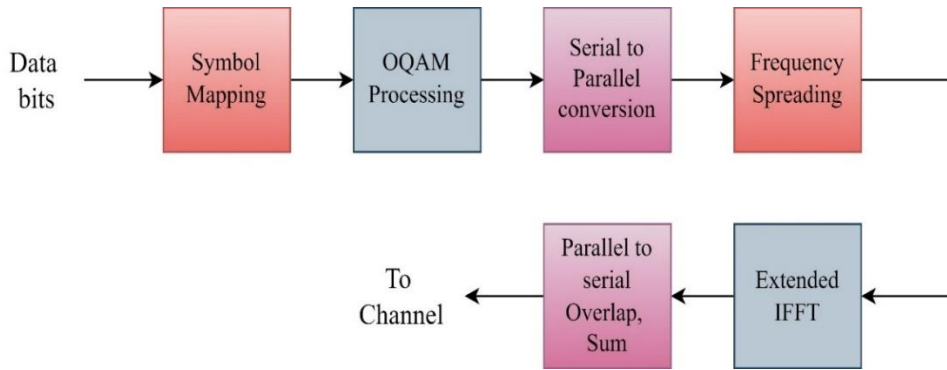 Data
bits
Symbol
Mapping
OQAM
Processing
Serial to
Parallel
conversion
Frequency
Spreading
Extended
IFFT
Parallel to
serial
Overlap,
Sum
To
Channel